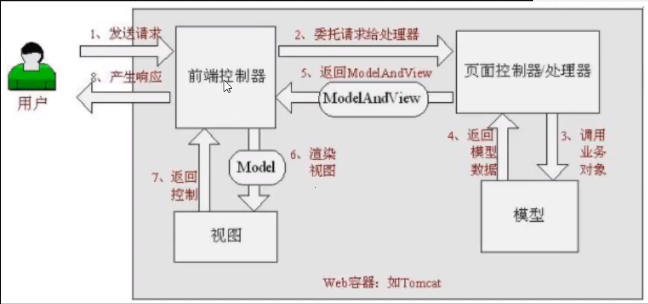 1、发送请求
2、委托请求给处理器
8、产生响应
用户
前端控制器
5、返回ModelAndView
ModelAndView
页面控制器/处理器
4、返回
模型
数据
3、调用
业务
对象
7、返回
控制
Model
6、渲染
视图
视图
模型
Web容器：如Tomcat